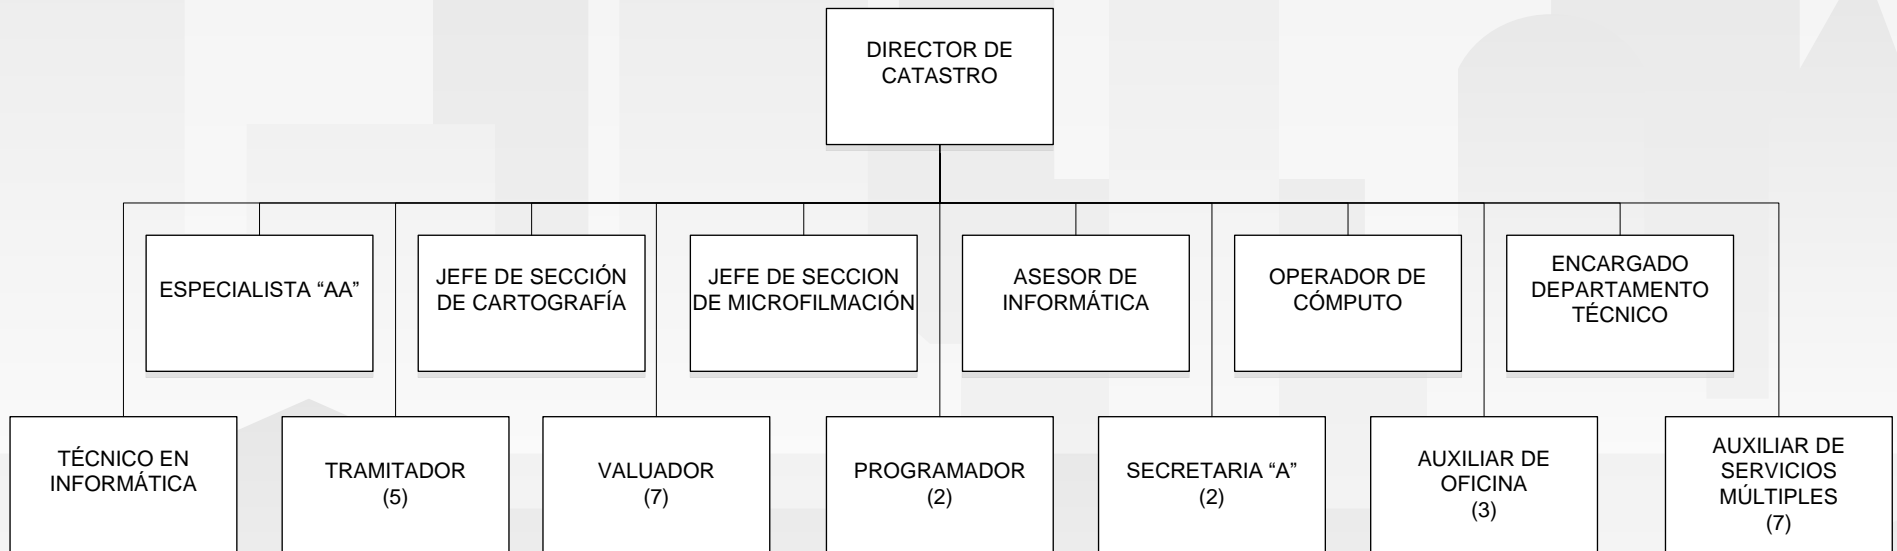 DIRECTOR DE
CATASTRO
ESPECIALISTA “AA”
JEFE DE SECCIÓN
DE CARTOGRAFÍA
JEFE DE SECCION
DE MICROFILMACIÓN
ASESOR DE
INFORMÁTICA
OPERADOR DE
CÓMPUTO
ENCARGADO
DEPARTAMENTO
TÉCNICO
TÉCNICO EN
INFORMÁTICA
TRAMITADOR
(5)
VALUADOR
(7)
PROGRAMADOR
(2)
SECRETARIA “A”
(2)
AUXILIAR DE
OFICINA
(3)
AUXILIAR DE
SERVICIOS
MÚLTIPLES
(7)